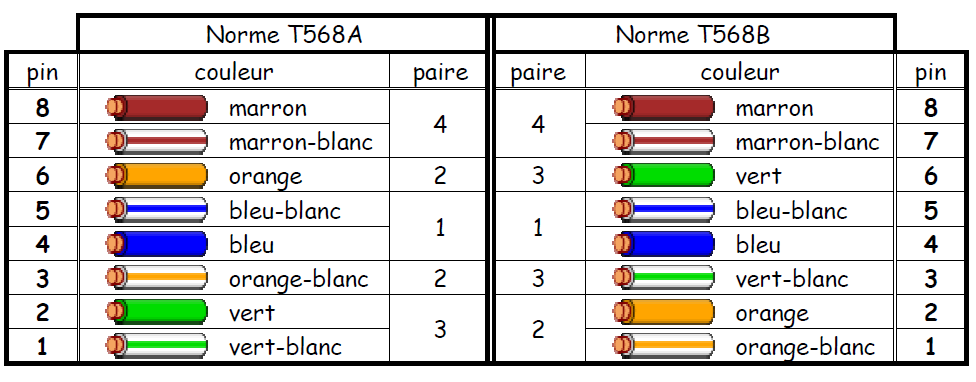 Norme T568A Norme T568B
pin couleur paire paire couleur pin
8 marron marron 8
4 4
7 marron-blanc marron-blanc 7
6 orange 2 3 vert 6
5 bleu-blanc bleu-blanc 5
1 1
4 bleu bleu 4
3 orange-blanc 2 3 vert-blanc 3
2 vert orange 2
3 2
1 vert-blanc orange-blanc 1